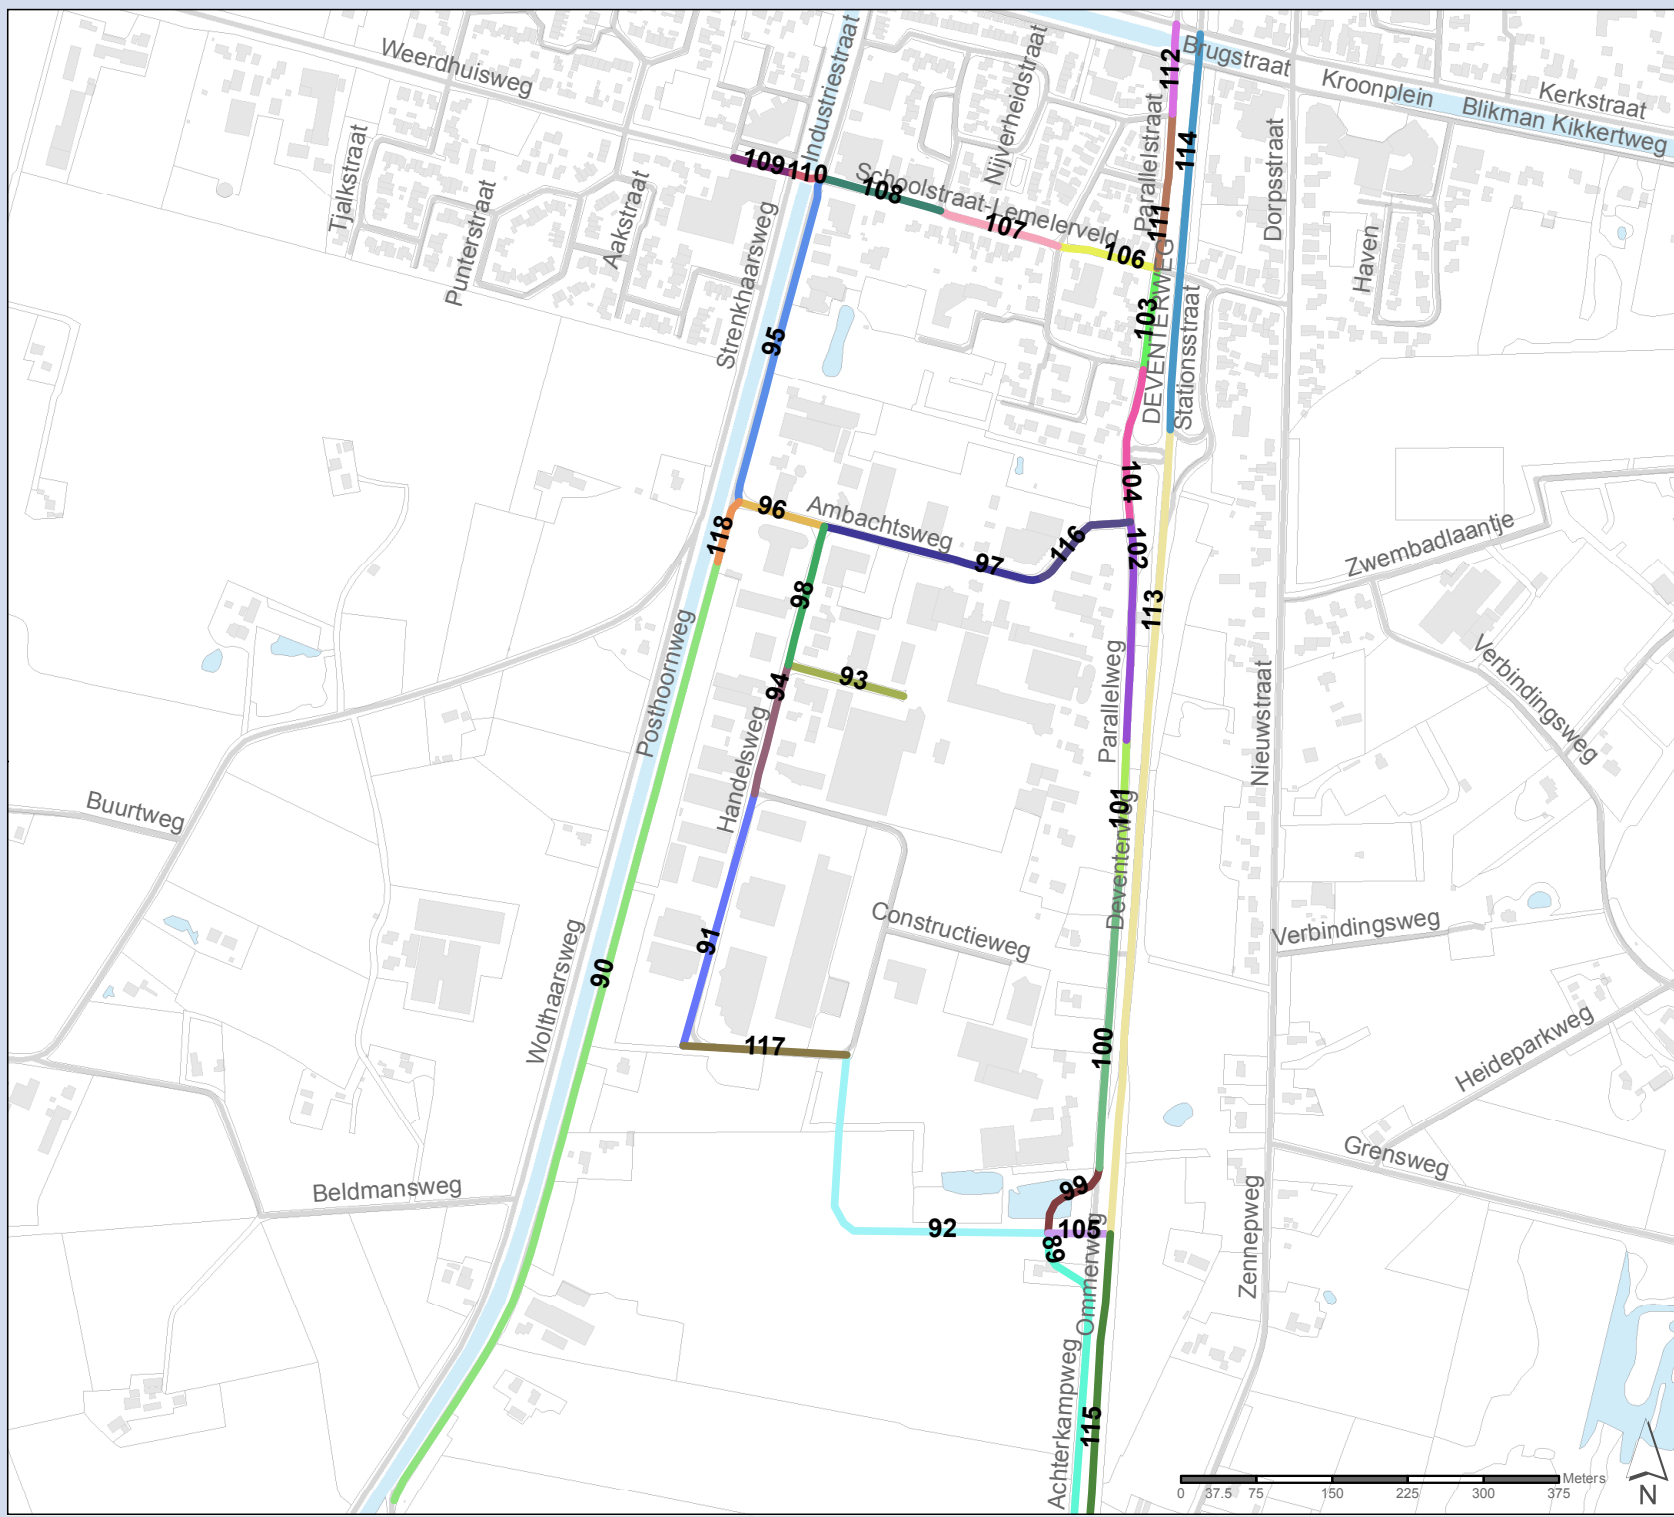 Weerdhuisweg
Industriestraat
Nijverheidstraat
112
Brugstraat
Kroonplein
Kerkstraat
Blikman Kikkertweg
Parallelstraat
114
Dorpsstraat
Tjalkstraat
Punterstraat
Aakstraat
109
110
Schoolstraat-Lemelerveld
108
107
106
111
Haven
Strenkhaarsweg
95
103
DEVENTERWEG
Stationsstraat
104
96
118
Ambachtsweg
97
116
102
Zwembadlaantje
98
113
Posthoornweg
94
93
Parallelweg
Nieuwstraat
Verbindingsweg
Handelsweg
Buurtweg
101
Deventerweg
91
90
Constructieweg
Verbindingsweg
Wolthaarsweg
117
100
Heideparkweg
Grensweg
Beldmansweg
99
92
105
89
Ommerweg
Zennepweg
Achterkampweg
115
Meters
0 37.5 75 150 225 300 375
N